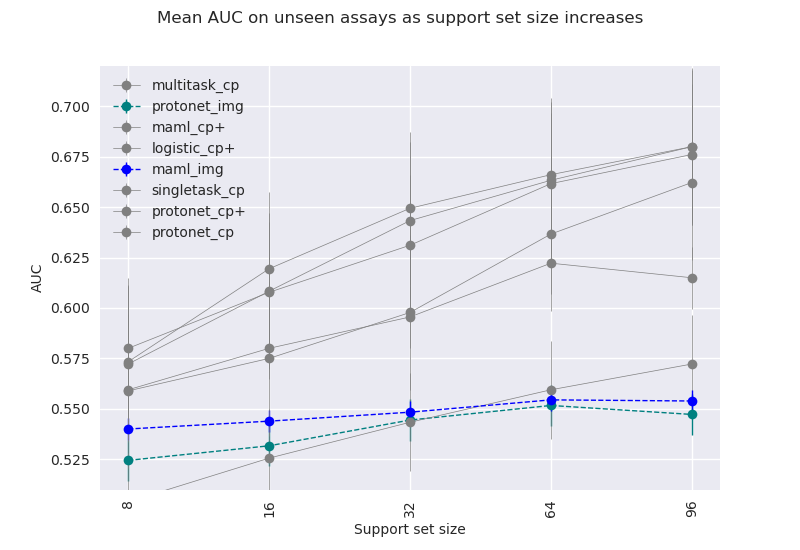 Mean AUC on unseen assays as support set size increases
multitask_cp
protonet_img
maml_cp+
logistic_cp+
maml_img
singletask_cp
protonet_cp+
protonet_cp
0.700
0.675
0.650
0.625
0.600
0.575
0.550
0.525
AUC
8 16 32 64 96
Support set size